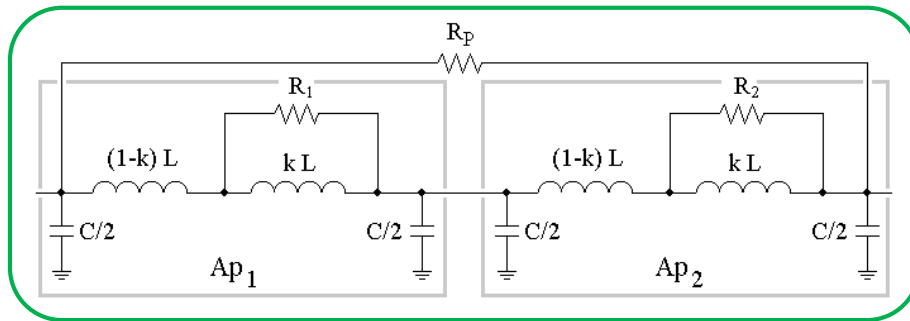 Rp
R1 R2
(1-k) L k L (1-k) L k L
C/2 C/2 C/2 C/2
Ap1 Ap2